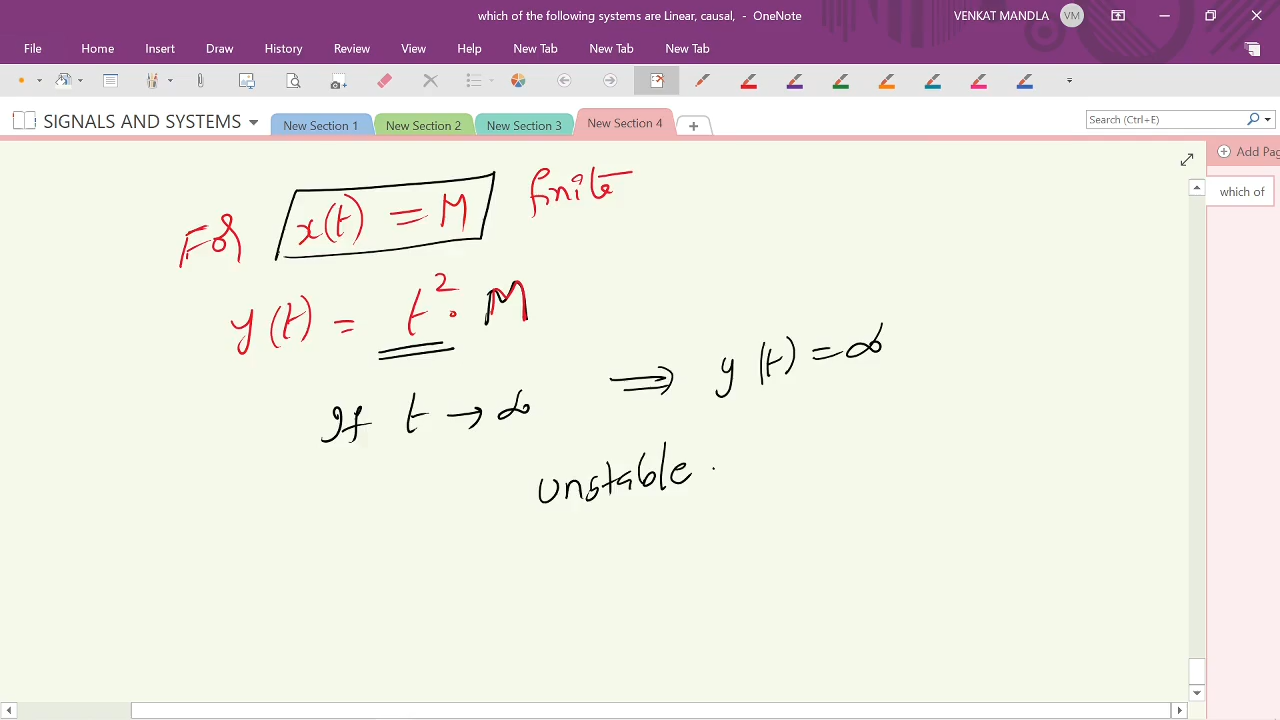 which of the following systems are Linear, causal, - OneNote
VENKAT MANDLA VM
File Home Insert Draw History Review View Help New Tab New Tab New Tab
SIGNALS AND SYSTEMS New Section 1 New Section 2 New Section 3 New Section 4 Search (Ctrl+E)
Add Pag
which of
For x(t) = M finite
y(t) = t². M
If t → ∞ ⟹ y(t) = ∞
unstable.